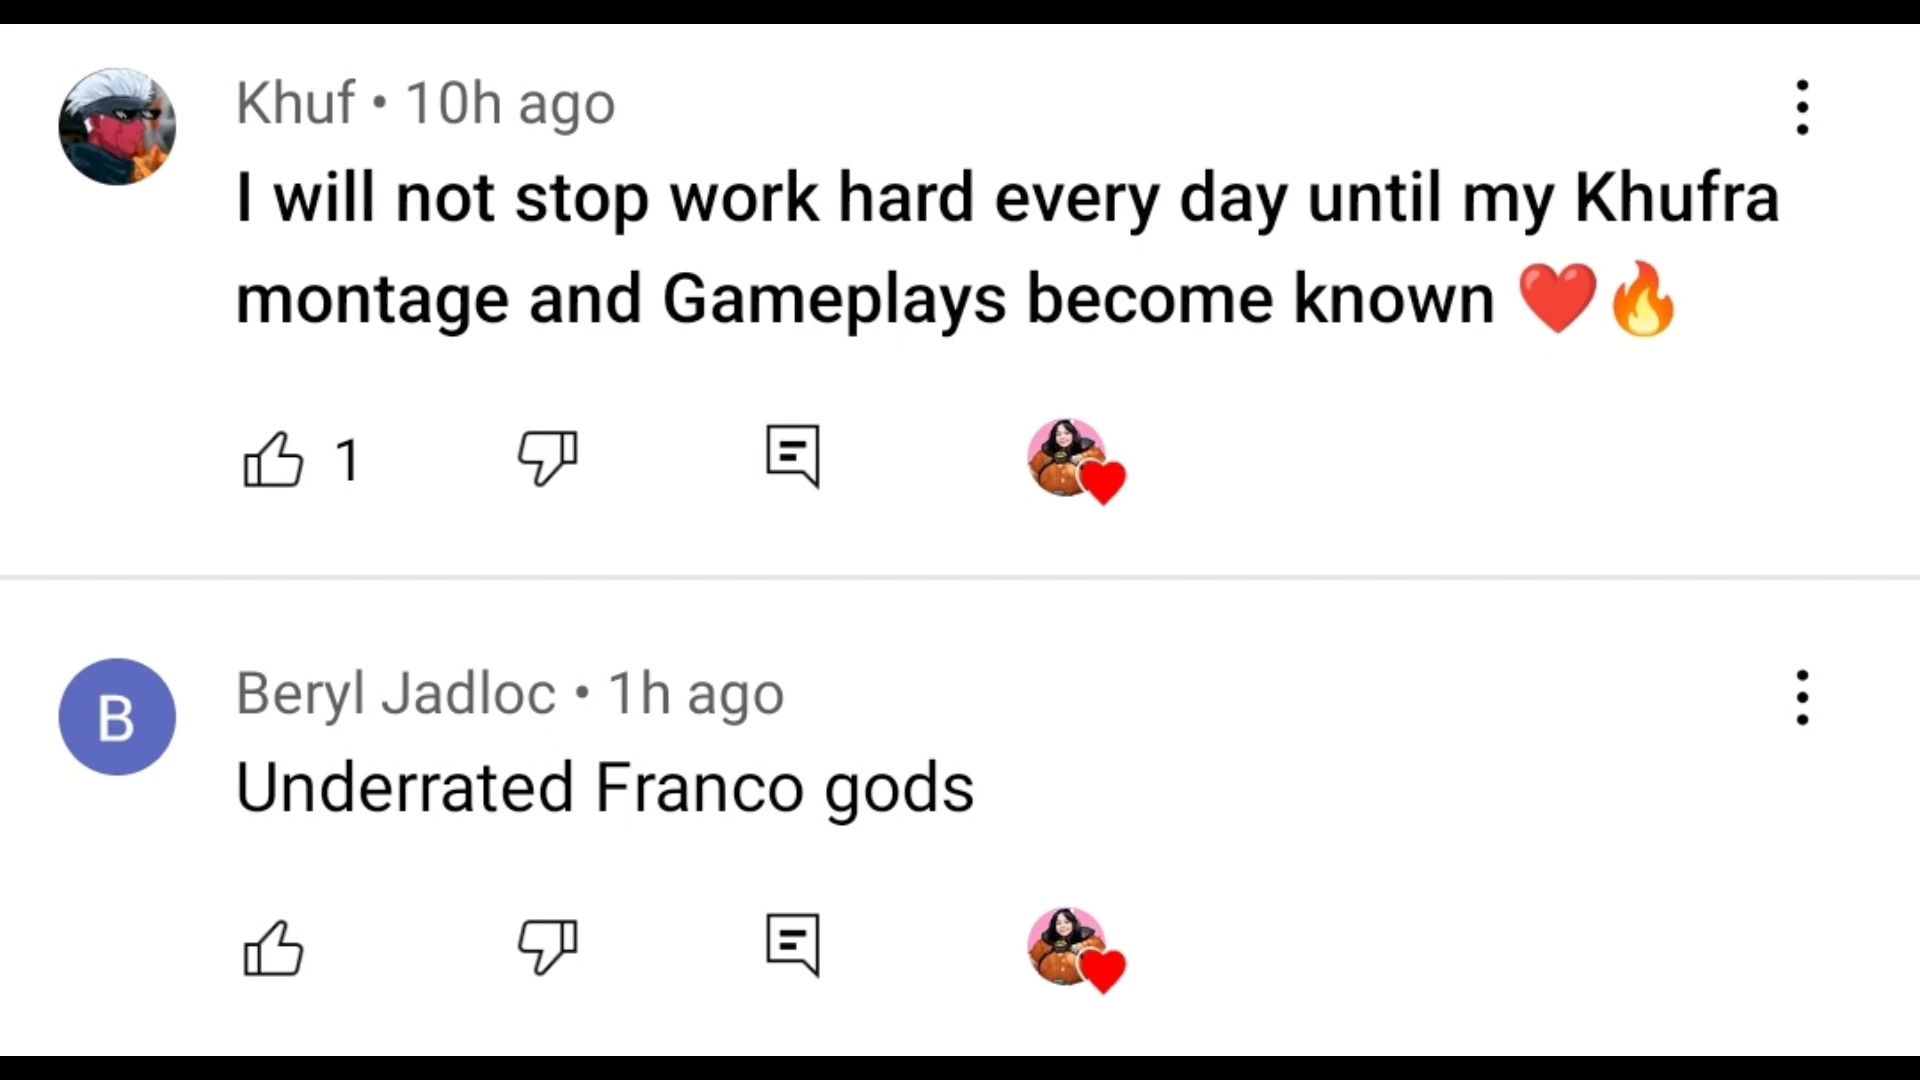 Khuf • 10h ago
I will not stop work hard every day until my Khufra
montage and Gameplays become known ❤️🔥
1
B
Beryl Jadloc • 1h ago
Underrated Franco gods